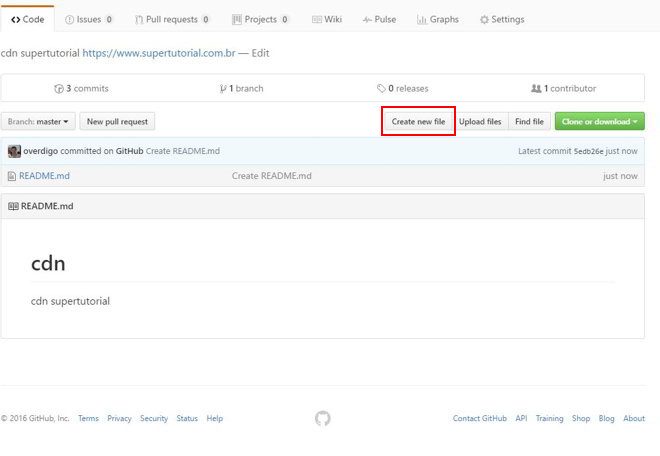 Code Issues 0 Pull requests 0 Projects 0 Wiki Pulse Graphs Settings
cdn supertutorial https://www.supertutorial.com.br — Edit
3 commits 1 branch 0 releases 1 contributor
Branch: master New pull request Create new file Upload files Find file Clone or download
overdigo committed on GitHub Create README.md Latest commit 5edb26e just now
README.md Create README.md just now
README.md
cdn
cdn supertutorial
© 2016 GitHub, Inc. Terms Privacy Security Status Help Contact GitHub API Training Shop Blog About